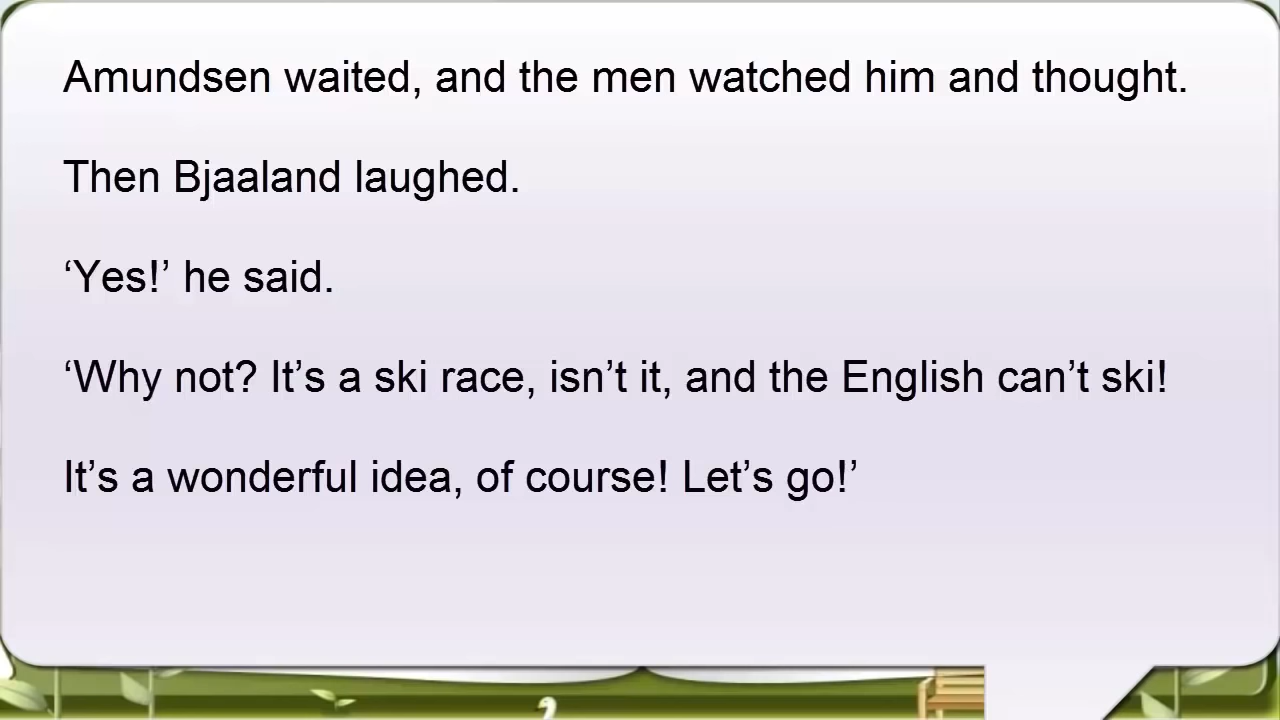 Amundsen waited, and the men watched him and thought.
Then Bjaaland laughed.
‘Yes!’ he said.
‘Why not? It’s a ski race, isn’t it, and the English can’t ski!
It’s a wonderful idea, of course! Let’s go!’